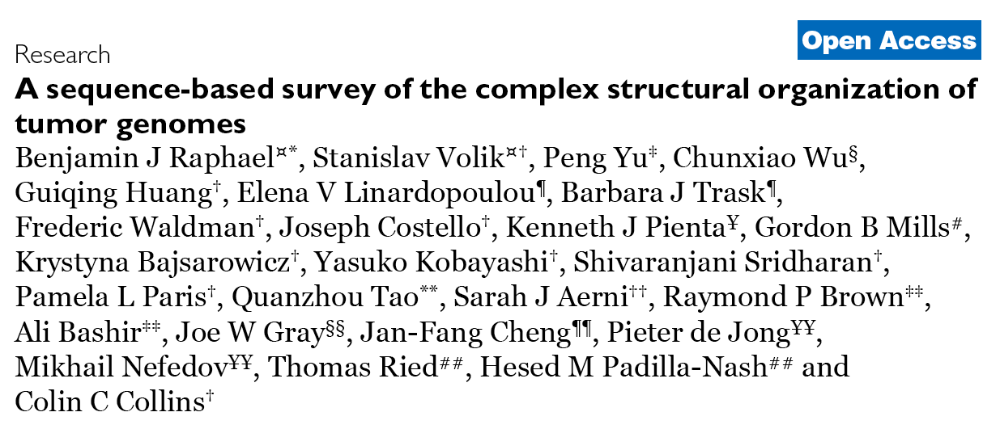 Open Access
Research
A sequence-based survey of the complex structural organization of
tumor genomes
Benjamin J Raphael¤*, Stanislav Volik¤†, Peng Yu‡, Chunxiao Wu§,
Guiqing Huang†, Elena V Linardopoulou¶, Barbara J Trask¶,
Frederic Waldman†, Joseph Costello†, Kenneth J Pienta¥, Gordon B Mills#,
Krystyna Bajsarowicz†, Yasuko Kobayashi†, Shivaranjani Sridharan†,
Pamela L Paris†, Quanzhou Tao**, Sarah J Aerni††, Raymond P Brown‡‡,
Ali Bashir‡‡, Joe W Gray§§, Jan-Fang Cheng¶¶, Pieter de Jong¥¥,
Mikhail Nefedov¥¥, Thomas Ried##, Hesed M Padilla-Nash## and
Colin C Collins†